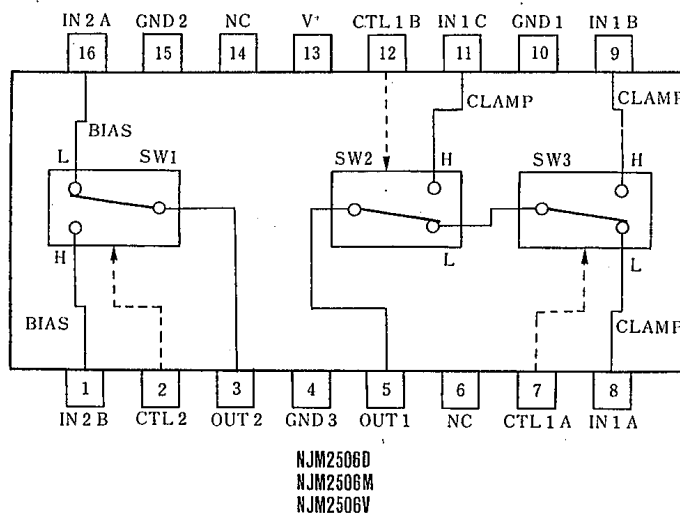 IN 2 A GND 2 NC V⁺ CTL 1 B IN 1 C GND 1 IN 1 B
16 15 14 13 12 11 10 9
CLAMP CLAMP
BIAS
L SW1 SW2 H SW3 H
H L L
BIAS CLAMP
1 2 3 4 5 6 7 8
IN 2 B CTL 2 OUT 2 GND 3 OUT 1 NC CTL 1 A IN 1 A
NJM2506D
NJM2506M
NJM2506V